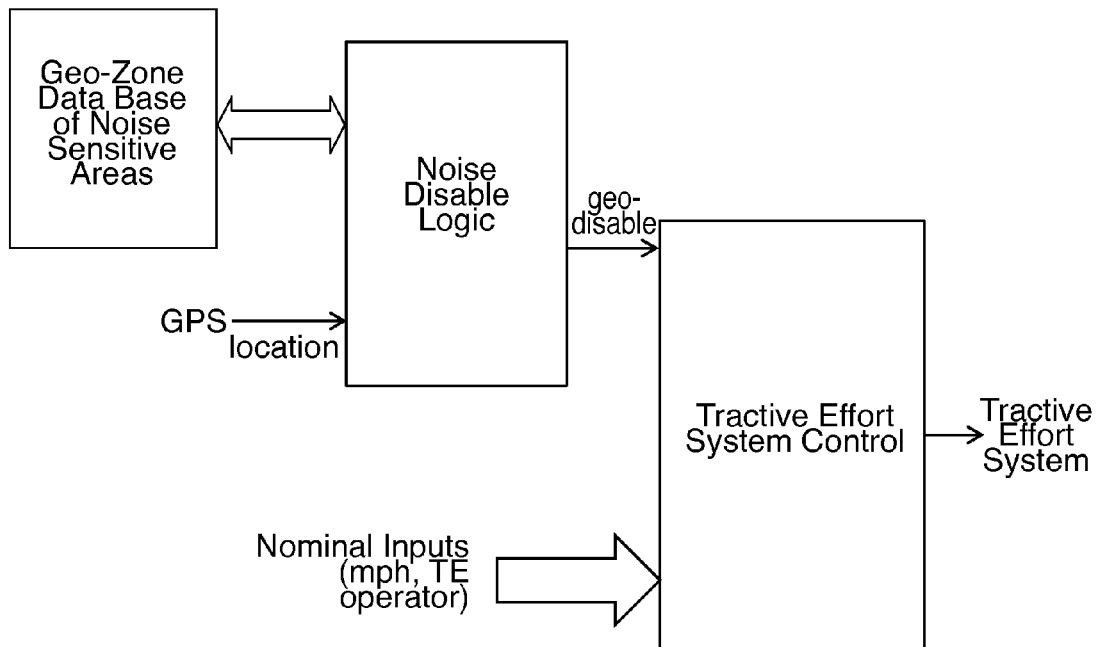 Geo-Zone
Data Base
of Noise
Sensitive
Areas
Noise
Disable
Logic
geo-
disable
GPS
location
Tractive Effort
System Control
Tractive
Effort
System
Nominal Inputs
(mph, TE
operator)